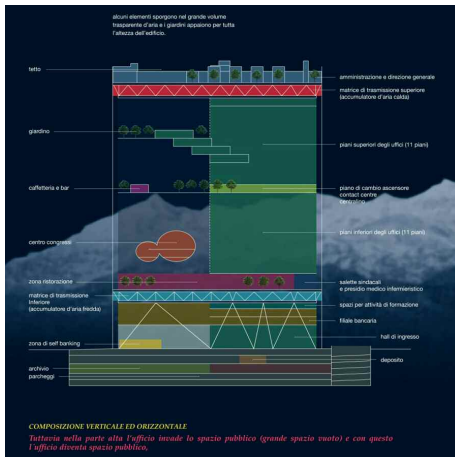 alcuni elementi sporgono nel grande volume
trasparente d'aria e i giardini appaiono per tutta
l'altezza dell'edificio.
tetto
amministrazione e direzione generale
matrice di trasmissione superiore
(accumulatore d'aria calda)
giardino
piani superiori degli uffici (11 piani)
caffetteria e bar
piano di cambio ascensore
contact centre
centralino
centro congressi
piani inferiori degli uffici (11 piani)
zona ristorazione
salette sindacali
e presidio medico infermieristico
matrice di trasmissione
Inferiore
(accumulatore d'aria fredda)
spazi per attività di formazione
filiale bancaria
zona di self banking
hall di ingresso
deposito
archivio
parcheggi
COMPOSIZIONE VERTICALE ED ORIZZONTALE
Tuttavia nella parte alta l'ufficio invade lo spazio pubblico (grande spazio vuoto) e con questo
l'ufficio diventa spazio pubblico,